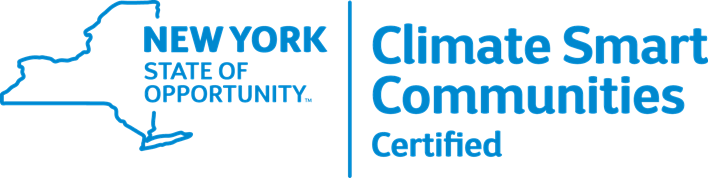 NEW YORK
STATE OF
OPPORTUNITY.™
Climate Smart
Communities
Certified